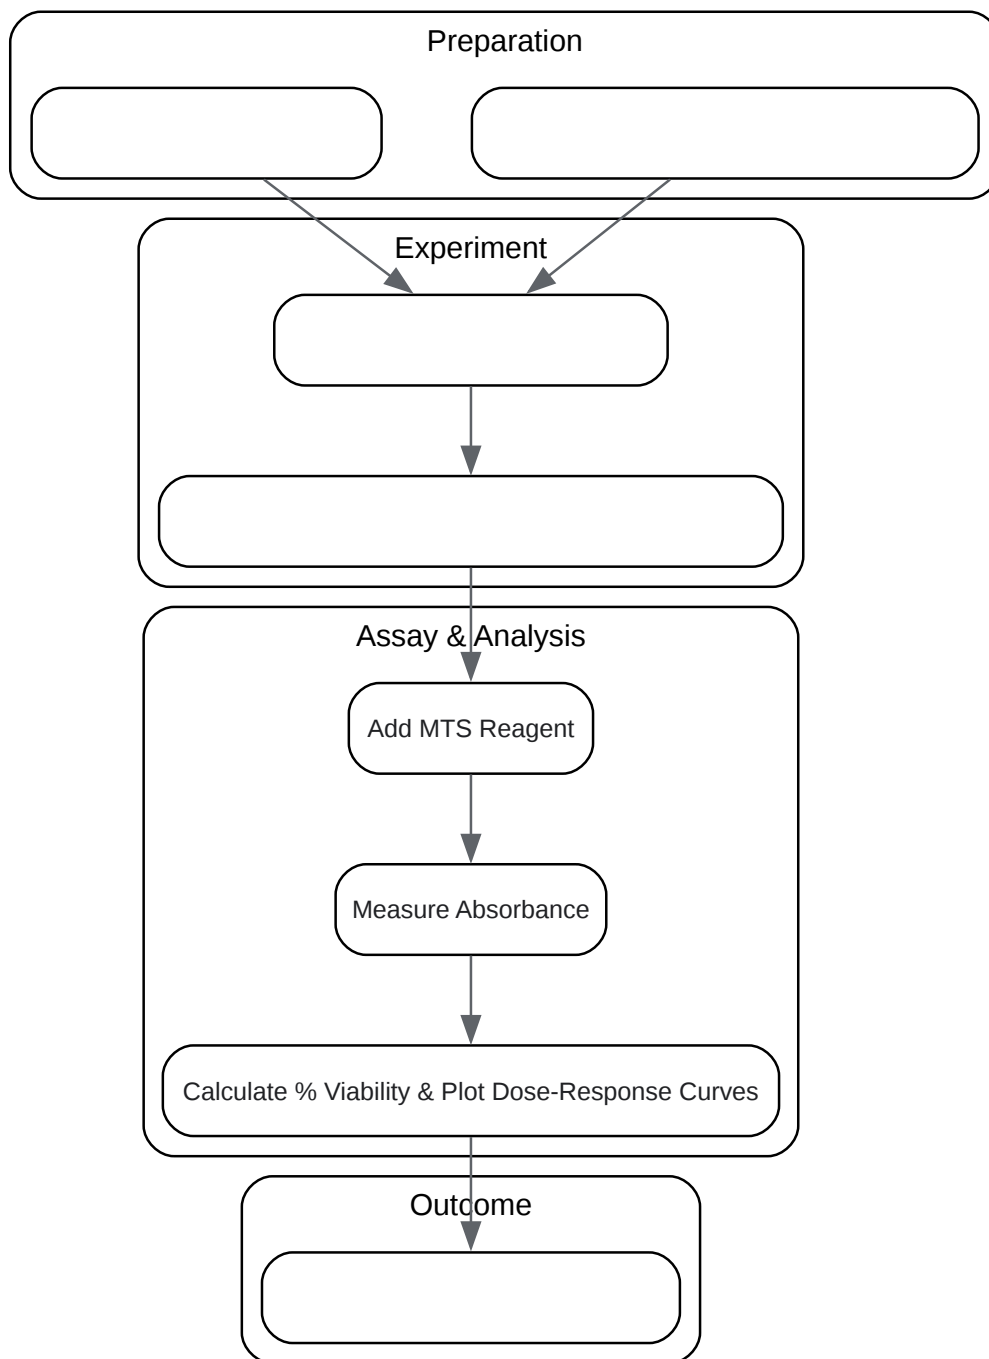 Preparation
Experiment
Assay & Analysis
Add MTS Reagent
Measure Absorbance
Calculate % Viability & Plot Dose-Response Curves
Outcome